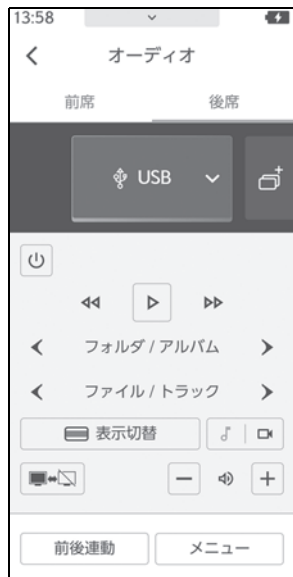 13:58
オーディオ
前席 後席
USB
フォルダ / アルバム
ファイル / トラック
表示切替
前後連動 メニュー